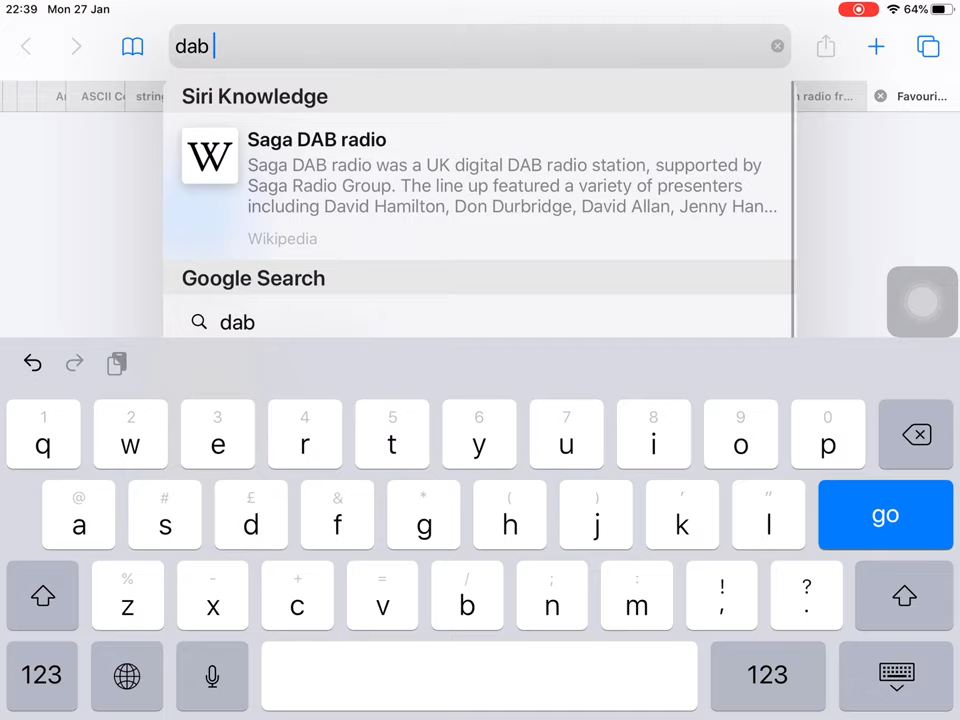 22:39 Mon 27 Jan 64%
dab
Ar ASCII Co string radio fr... Favouri...
Siri Knowledge
W
Saga DAB radio
Saga DAB radio was a UK digital DAB radio station, supported by
Saga Radio Group. The line up featured a variety of presenters
including David Hamilton, Don Durbridge, David Allan, Jenny Han...
Wikipedia
Google Search
dab
1 2 3 4 5 6 7 8 9 0
q w e r t y u i o p
@ # £ & * ( ) ' "
a s d f g h j k l go
% - + = / ; : ! ?
z x c v b n m , .
123 123